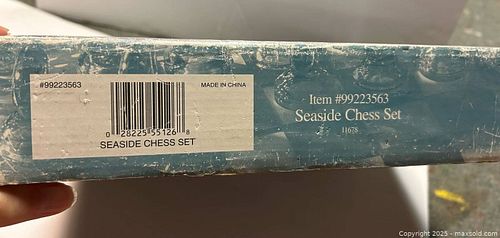 #99223563
MADE IN CHINA
0 28225 55126 8
SEASIDE CHESS SET
Item #99223563
Seaside Chess Set
11678
Copyright © 2025 - maxsold.com